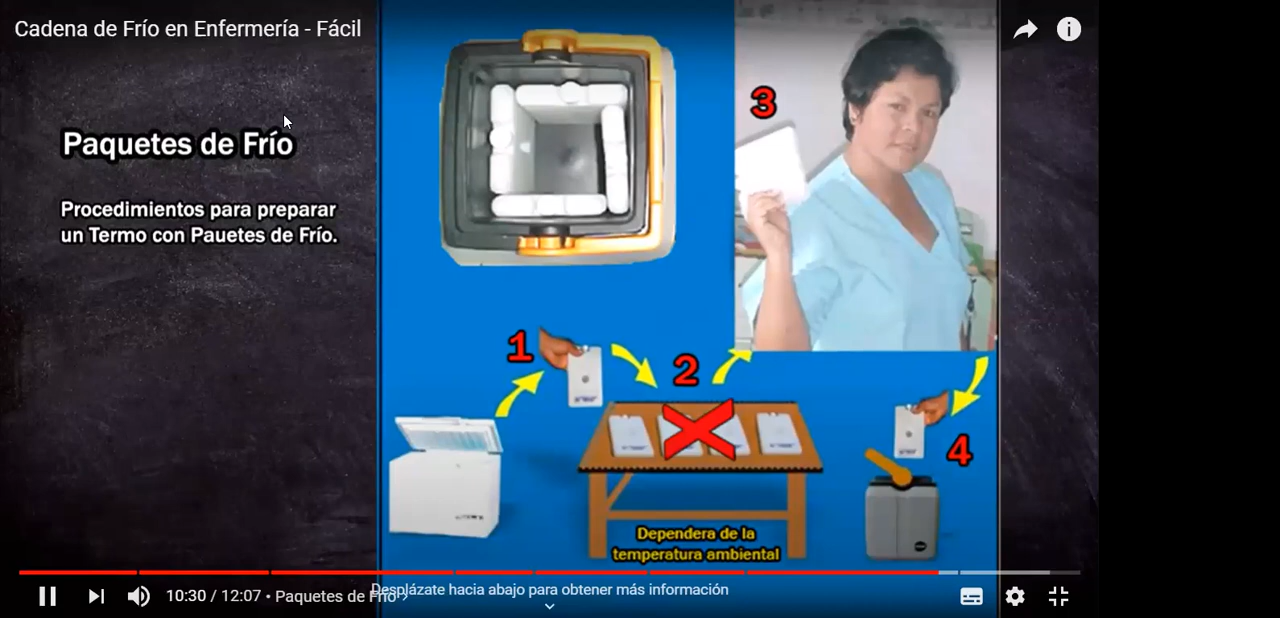 Cadena de Frío en Enfermería - Fácil
Paquetes de Frío
Procedimientos para preparar
un Termo con Pauetes de Frío.
3
1
2
4
Dependera de la
temperatura ambiental
Desplázate hacia abajo para obtener más información
10:30 / 12:07 • Paquetes de Frío